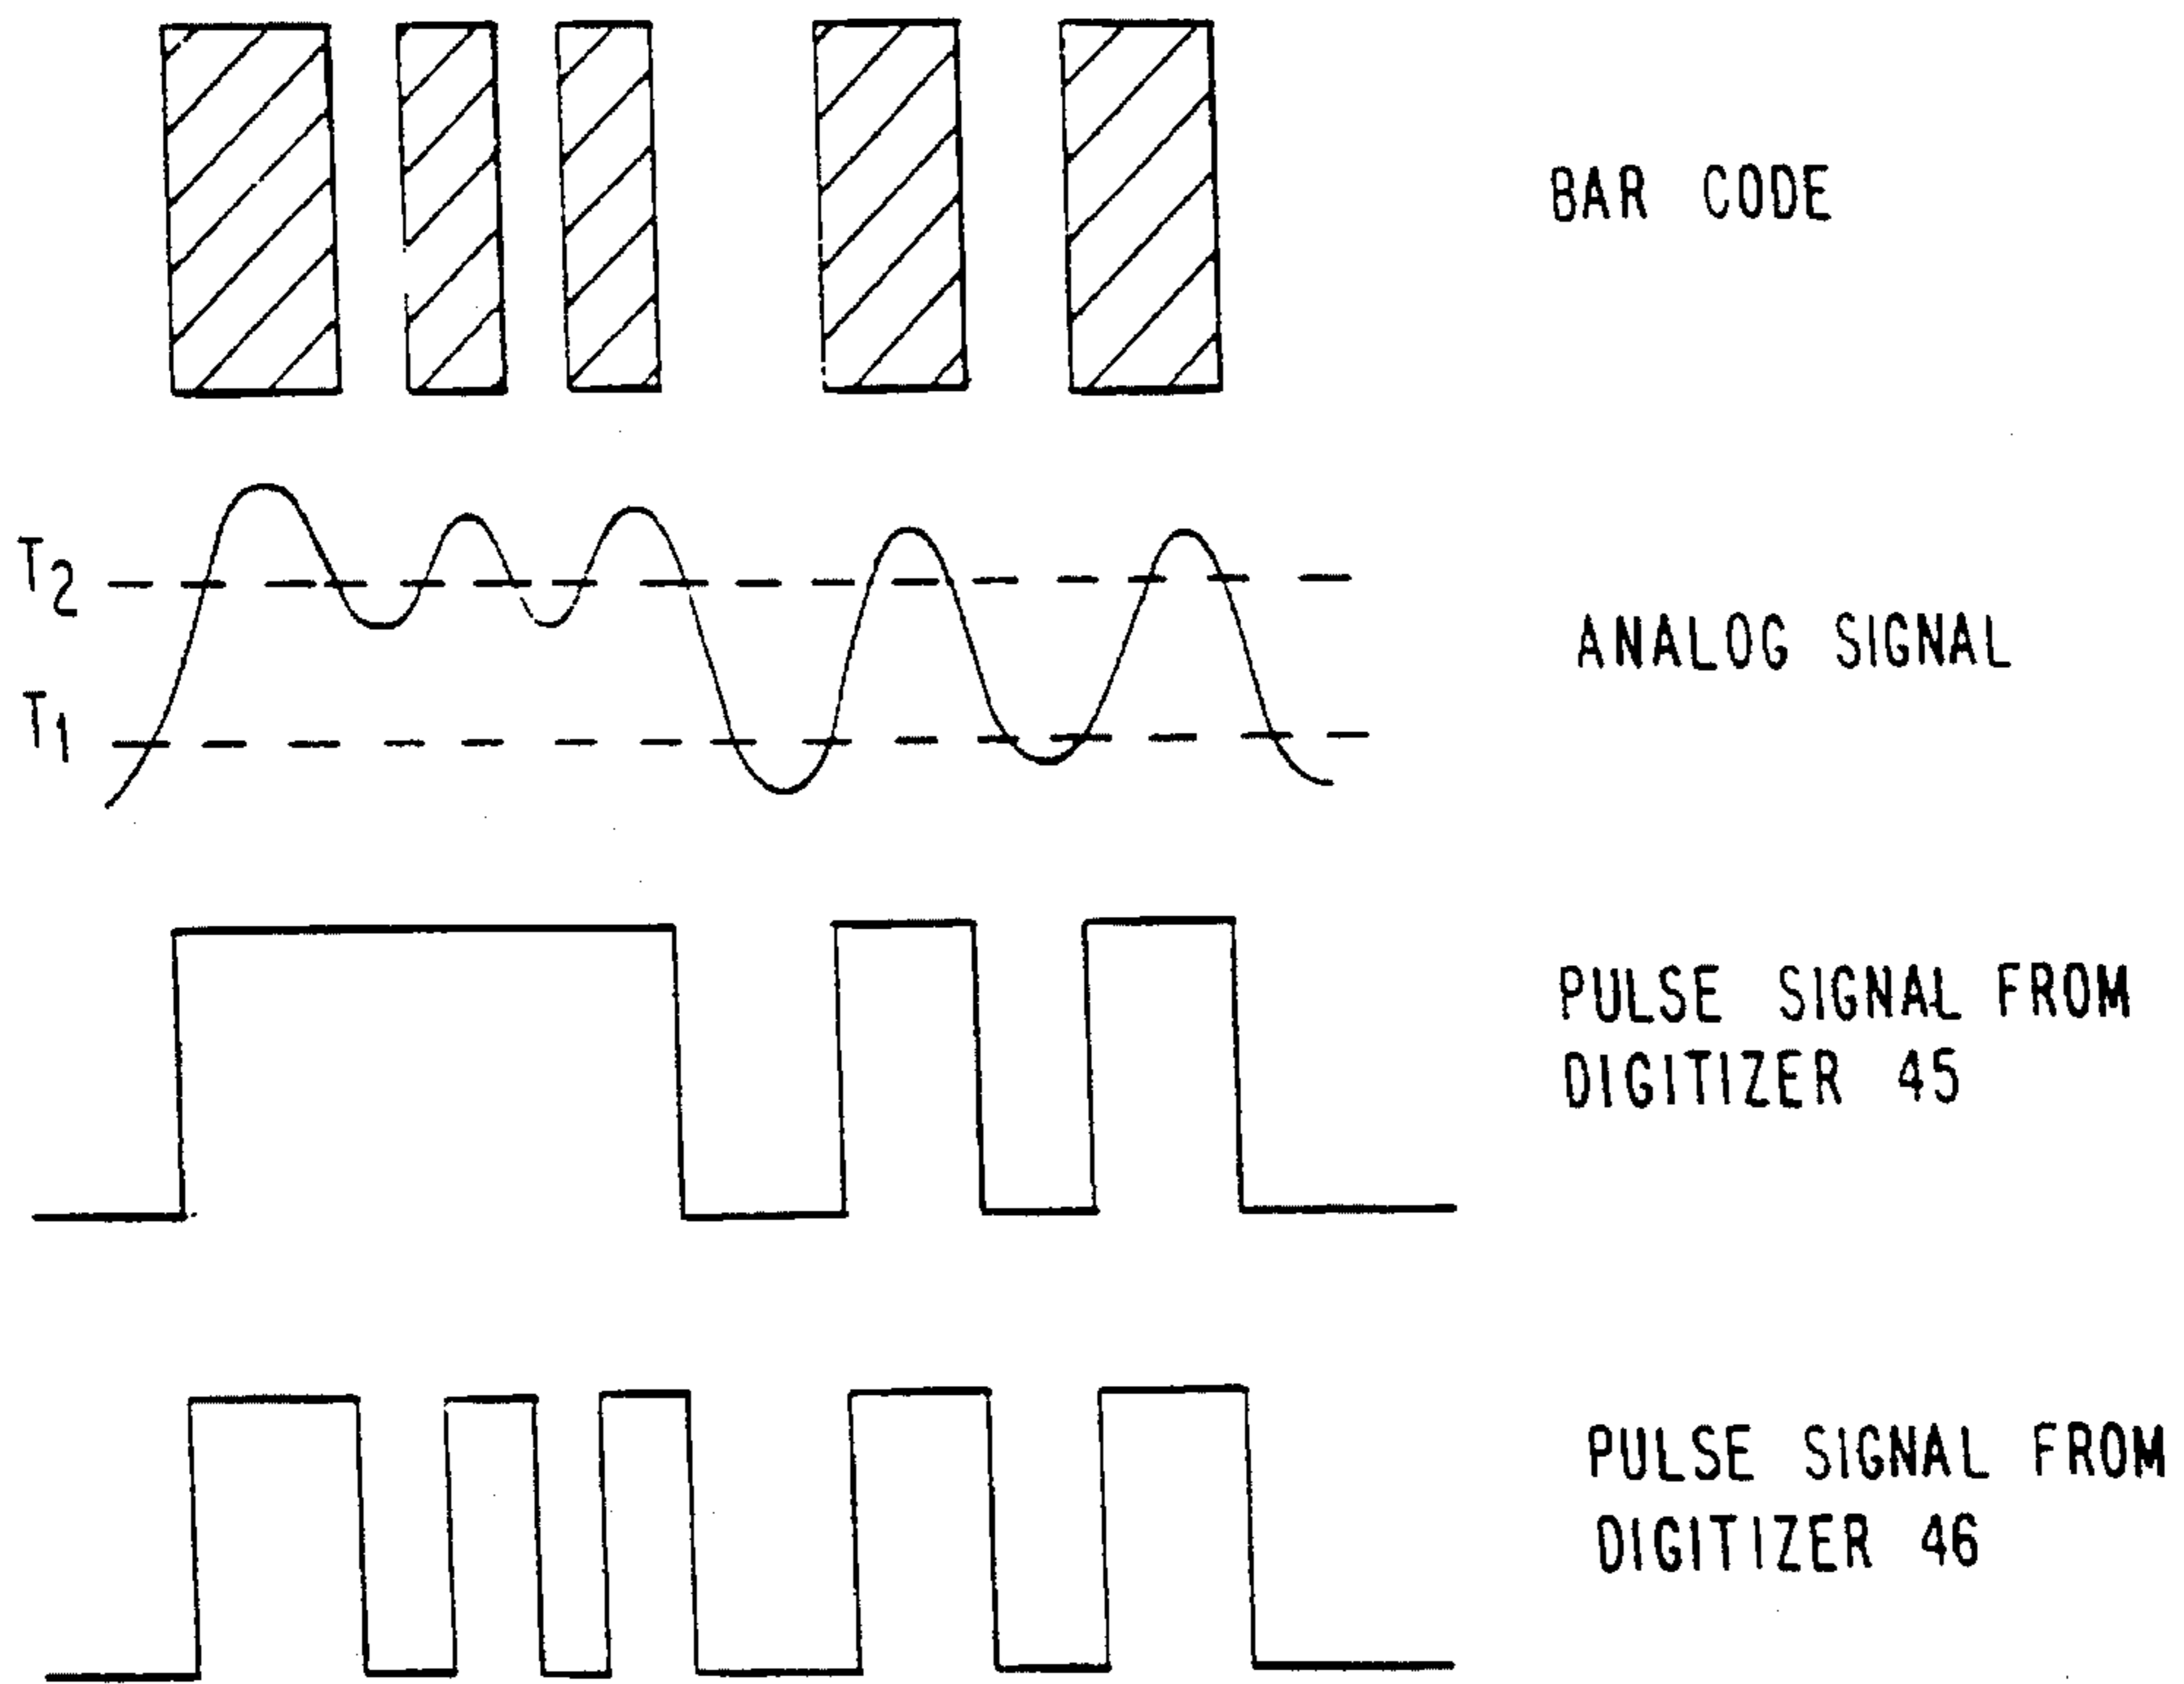 BAR CODE
T2
ANALOG SIGNAL
T1
PULSE SIGNAL FROM
DIGITIZER 45
PULSE SIGNAL FROM
DIGITIZER 46